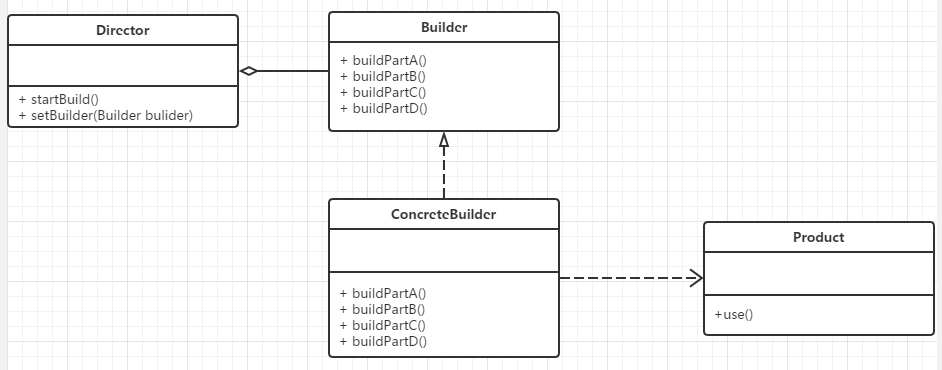 Director
+ startBuild()
+ setBuilder(Builder bulider)
Builder
+ buildPartA()
+ buildPartB()
+ buildPartC()
+ buildPartD()
ConcreteBuilder
+ buildPartA()
+ buildPartB()
+ buildPartC()
+ buildPartD()
Product
+use()